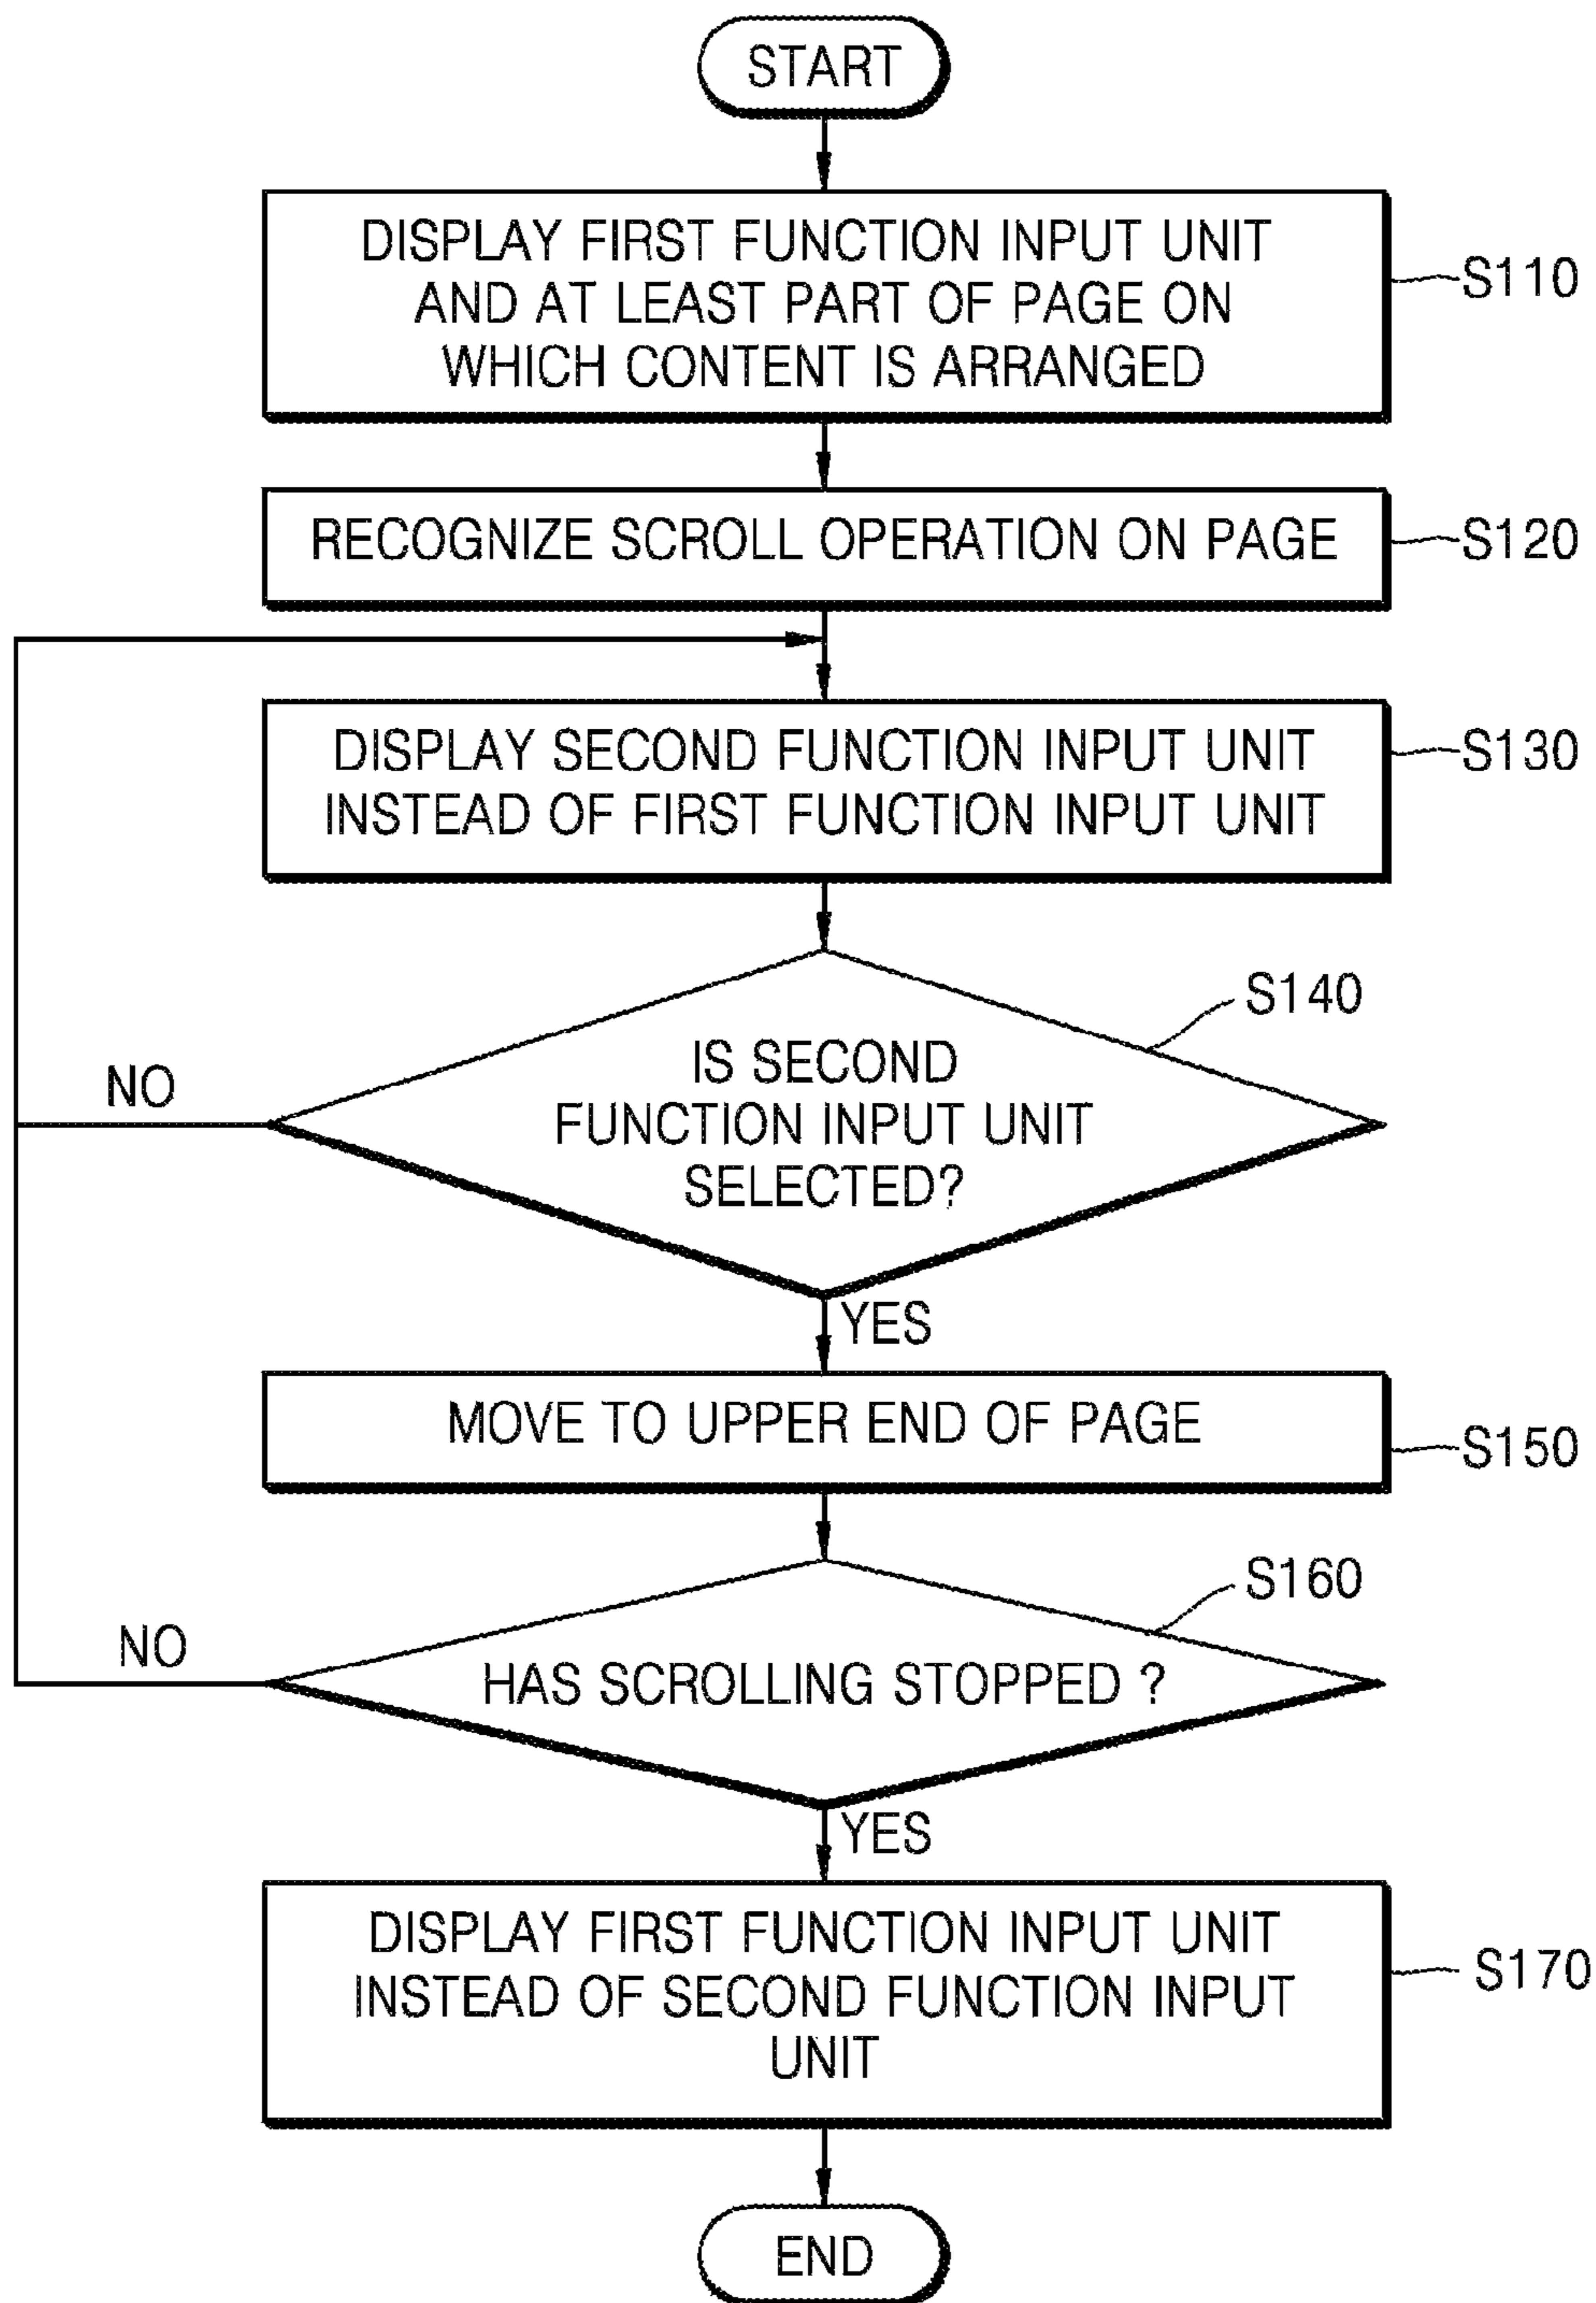 START
DISPLAY FIRST FUNCTION INPUT UNIT
AND AT LEAST PART OF PAGE ON
WHICH CONTENT IS ARRANGED
S110
RECOGNIZE SCROLL OPERATION ON PAGE
S120
DISPLAY SECOND FUNCTION INPUT UNIT
INSTEAD OF FIRST FUNCTION INPUT UNIT
S130
S140
IS SECOND
FUNCTION INPUT UNIT
SELECTED?
NO
YES
MOVE TO UPPER END OF PAGE
S150
S160
HAS SCROLLING STOPPED ?
NO
YES
DISPLAY FIRST FUNCTION INPUT UNIT
INSTEAD OF SECOND FUNCTION INPUT
UNIT
S170
END